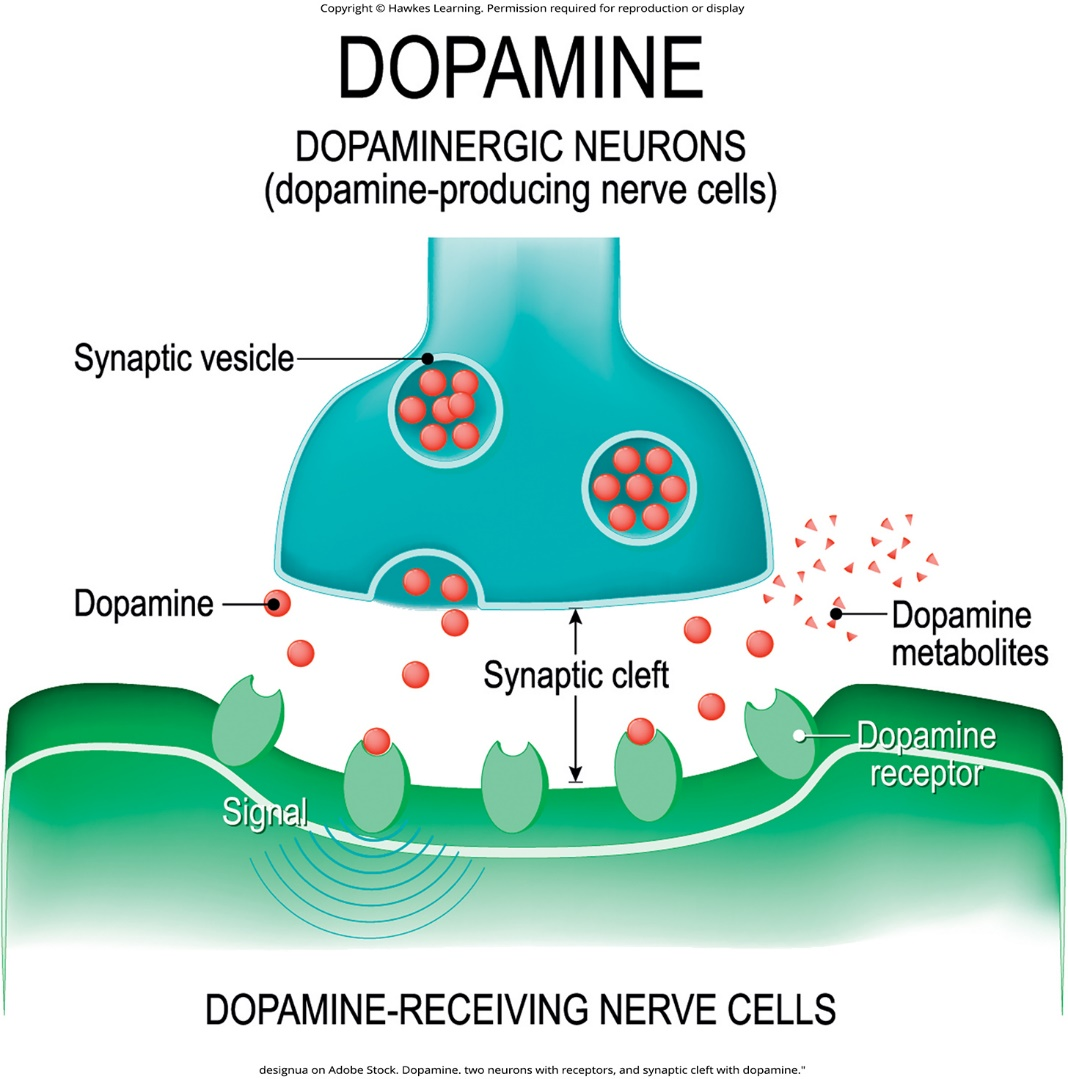 Copyright © Hawkes Learning. Permission required for reproduction or display
DOPAMINE
DOPAMINERGIC NEURONS
(dopamine-producing nerve cells)
Synaptic vesicle
Dopamine
Dopamine
metabolites
Synaptic cleft
Dopamine
receptor
Signal
DOPAMINE-RECEIVING NERVE CELLS
designua on Adobe Stock. Dopamine. two neurons with receptors, and synaptic cleft with dopamine."